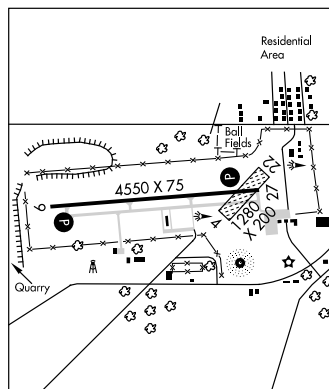 Residential
Area
Ball
Fields
P
22
4550 X 75
9
P
27
4
1280
X 200
Quarry